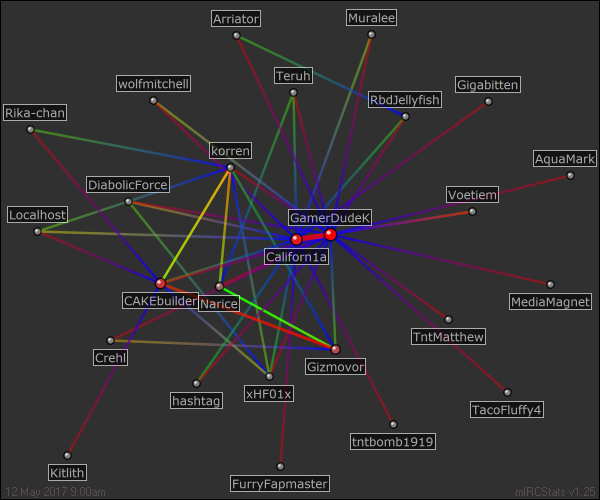 Arriator
Muralee
Teruh
wolfmitchell
Gigabitten
RbdJellyfish
Rika-chan
korren
AquaMark
DiabolicForce
Voetiem
Localhost
GamerDudeK
Californ1a
CAKEbuilder
Narice
MediaMagnet
TntMatthew
Crehl
Gizmovor
hashtag
xHF01x
TacoFluffy4
tntbomb1919
Kitlith
FurryFapmaster
12 May 2017 9:00am
mIRCStats v1.25